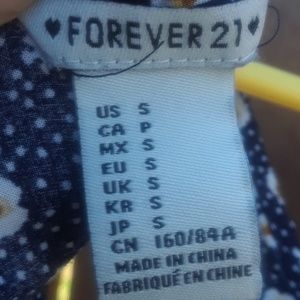 ♥FOREVER 21♥
US S
CA P
MX S
EU S
UK S
KR S
JP S
CN 160/84A
MADE IN CHINA
FABRIQUÉ EN CHINE